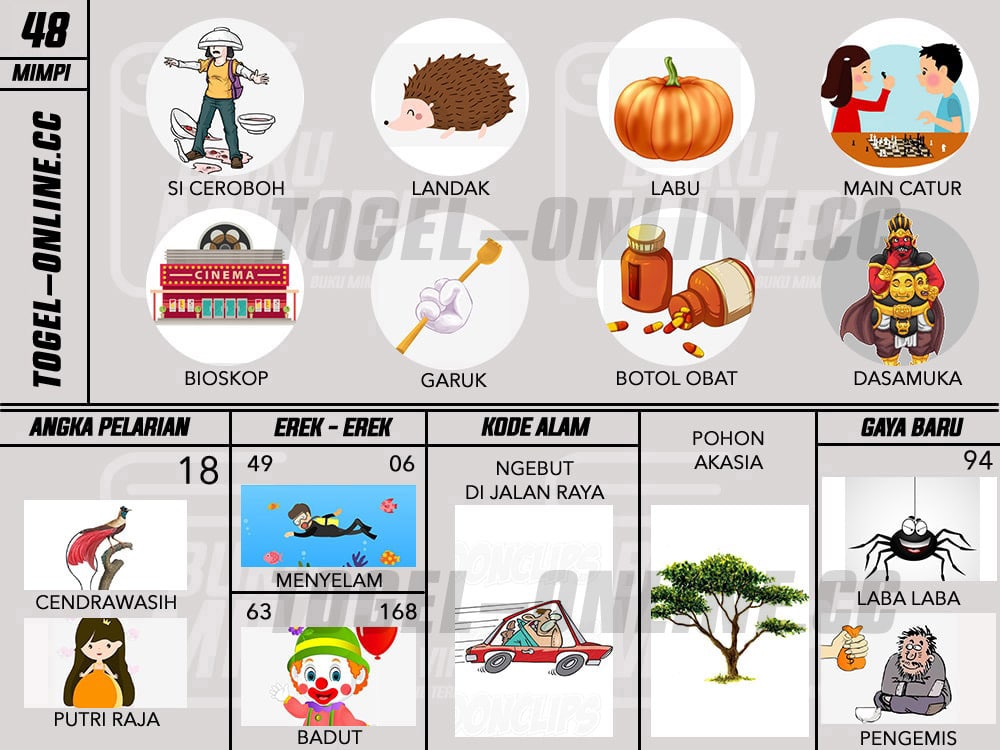 48
MIMPI
TOGEL-ONLINE.CC
SI CEROBOH
LANDAK
LABU
MAIN CATUR
TOGEL-ONLINE.CC
CINEMA
BIOSKOP
GARUK
BOTOL OBAT
DASAMUKA
ANGKA PELARIAN
18
CENDRAWASIH
PUTRI RAJA
EREK - EREK
49 06
MENYELAM
63 168
BADUT
KODE ALAM
NGEBUT
DI JALAN RAYA
POHON
AKASIA
GAYA BARU
94
LABA LABA
PENGEMIS
TOGEL-ONLINE.CC